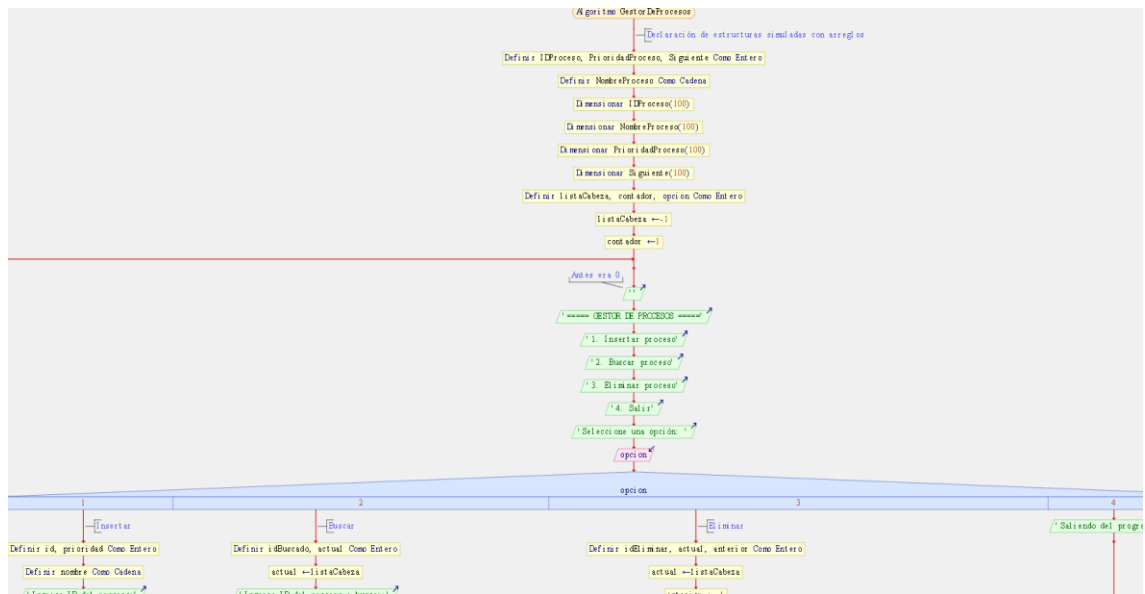 Algoritmo GestorDeProcesos
Declaración de estructuras simuladas con arreglos
Definir IDProceso, PrioridadProceso, Siguiente Como Entero
Definir NombreProceso Como Cadena
Dimensionar IDProceso(100)
Dimensionar NombreProceso(100)
Dimensionar PrioridadProceso(100)
Dimensionar Siguiente(100)
Definir listaCabeza, contador, opcion Como Entero
listaCabeza ←-1
contador ←1
Antes era 0
''
' ===== GESTOR DE PROCESOS ====='
'1. Insertar proceso'
'2. Buscar proceso'
'3. Eliminar proceso'
'4. Salir'
'Seleccione una opción: '
opcion
opcion
1 2 3 4
Insertar Buscar Eliminar 'Saliendo del
Definir id, prioridad Como Entero Definir idBuscado, actual Como Entero Definir idEliminar, actual, anterior Como Entero
Definir nombre Como Cadena actual ←listaCabeza actual ←listaCabeza